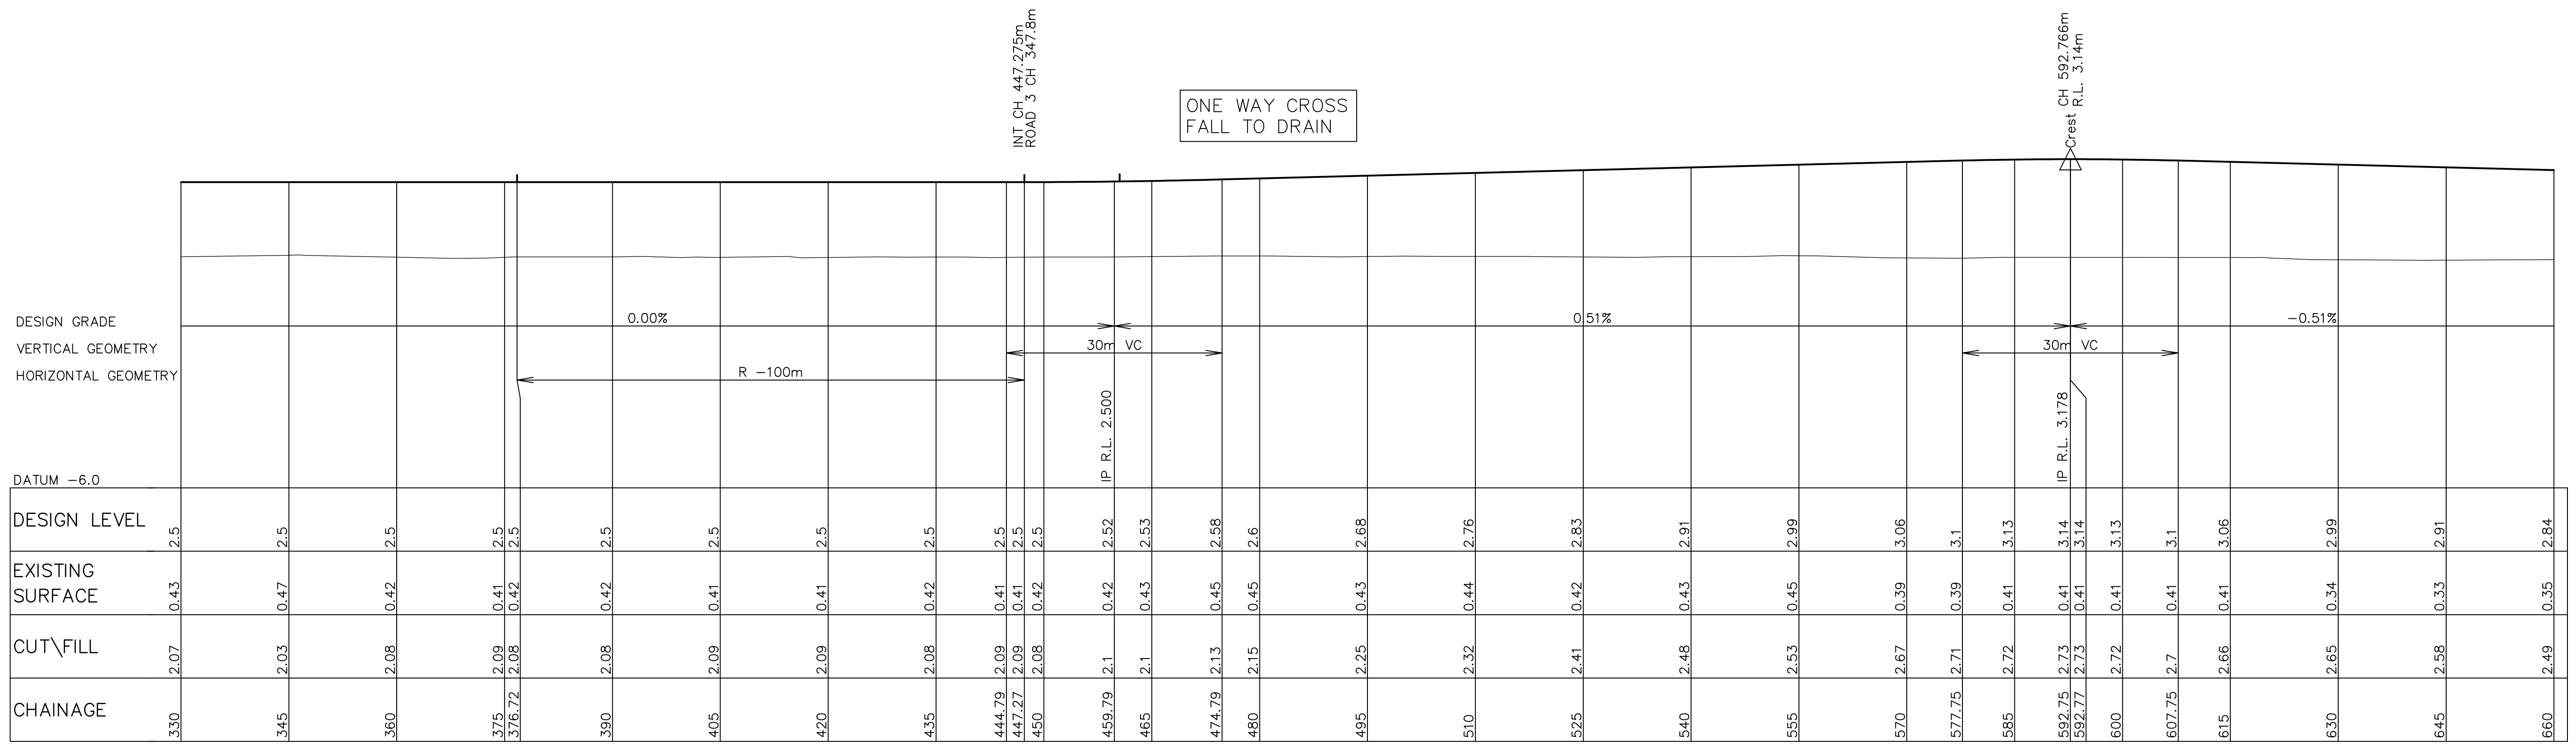 INT CH 447.275m
ROAD 3 CH 347.8m
Crest CH 592.766m
R.L. 3.14m
ONE WAY CROSS
FALL TO DRAIN
DESIGN GRADE 0.00% 0.51% -0.51%
VERTICAL GEOMETRY 30m VC 30m VC
HORIZONTAL GEOMETRY R -100m
IP R.L. 2.500
IP R.L. 3.178
DATUM -6.0
DESIGN LEVEL 2.5 2.5 2.5 2.5 2.5 2.5 2.5 2.5 2.5 2.5 2.5 2.5 2.52 2.53 2.58 2.6 2.68 2.76 2.83 2.91 2.99 3.06 3.1 3.13 3.14 3.14 3.13 3.1 3.06 2.99 2.91 2.84
EXISTING
SURFACE 0.43 0.47 0.42 0.41 0.42 0.42 0.41 0.41 0.42 0.41 0.41 0.42 0.42 0.43 0.45 0.45 0.43 0.44 0.42 0.43 0.45 0.39 0.39 0.41 0.41 0.41 0.41 0.41 0.41 0.34 0.33 0.35
CUT\FILL 2.07 2.03 2.08 2.09 2.08 2.08 2.09 2.09 2.08 2.09 2.09 2.08 2.1 2.1 2.13 2.15 2.25 2.32 2.41 2.48 2.53 2.67 2.71 2.72 2.73 2.73 2.72 2.7 2.66 2.65 2.58 2.49
CHAINAGE 330 345 360 375 376.72 390 405 420 435 444.79 447.27 450 459.79 465 474.79 480 495 510 525 540 555 570 577.75 585 592.75 592.77 600 607.75 615 630 645 660